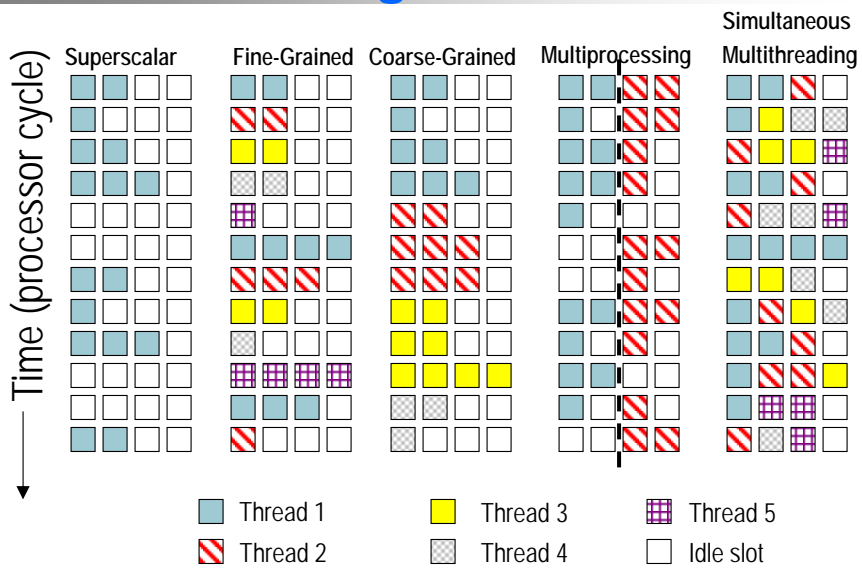 Simultaneous
Superscalar Fine-Grained Coarse-Grained Multiprocessing Multithreading
Time (processor cycle)
Thread 1 Thread 3 Thread 5
Thread 2 Thread 4 Idle slot